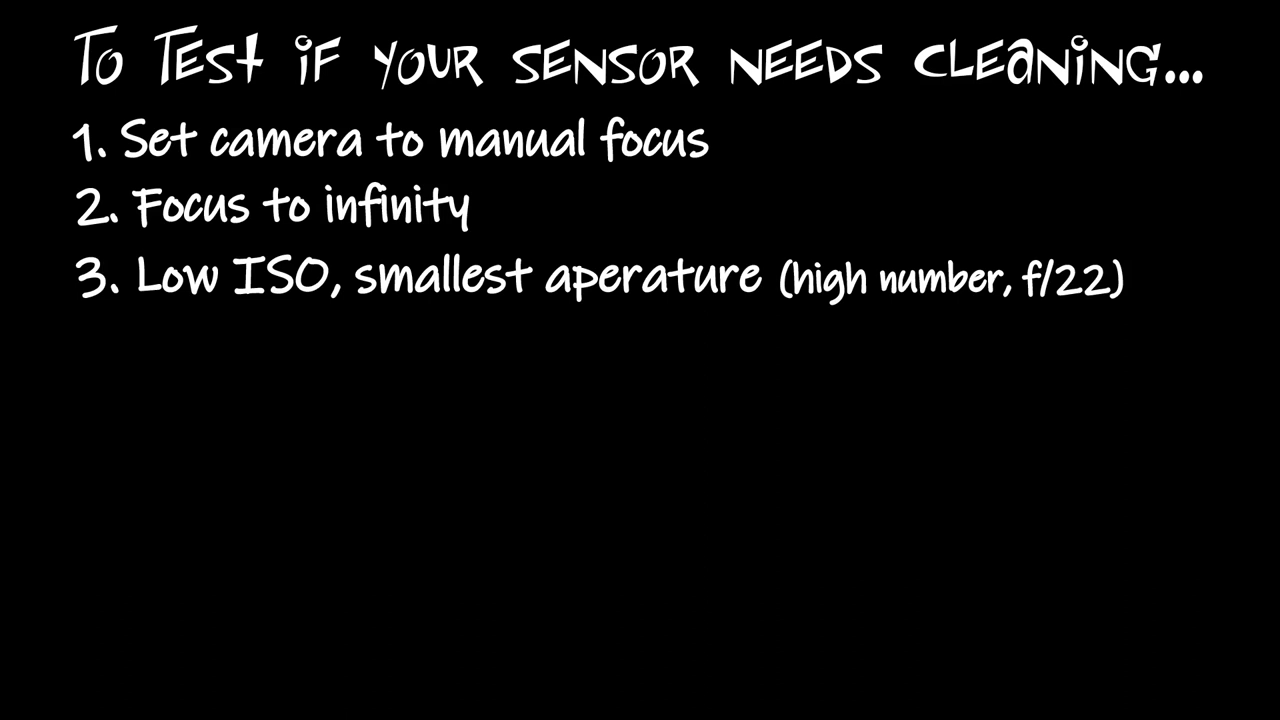 To Test if your sensor needs cleaning...
1. Set camera to manual focus
2. Focus to infinity
3. Low ISO, smallest aperature (high number, f/22)